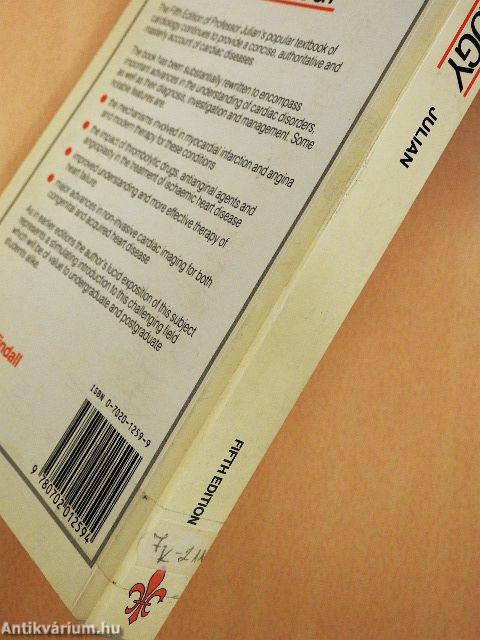 The Fifth Edition of Professor Julian's popular textbook of
cardiology continues to provide a concise, authoritative and
masterly account of cardiac diseases.
The book has been substantially rewritten to encompass
important advances in the understanding of cardiac disorders,
as well as their diagnosis, investigation and management. Some
notable features are:
the mechanisms involved in myocardial infarction and angina
and modern therapy for these conditions
the impact of thrombolytic drugs, antianginal agents and
angioplasty in the treatment of ischaemic heart disease
improved understanding and more effective therapy of
heart failure
major advances in non-invasive cardiac imaging for both
congenital and acquired heart disease
As in earlier editions the author's lucid exposition of this subject
represents a stimulating introduction to this challenging field
which will be of value to undergraduate and postgraduate
students alike.
indall
ISBN 0-7020-1259-9
9 780702 012594
OGY
JULIAN
FIFTH EDITION
Antikvárium.hu